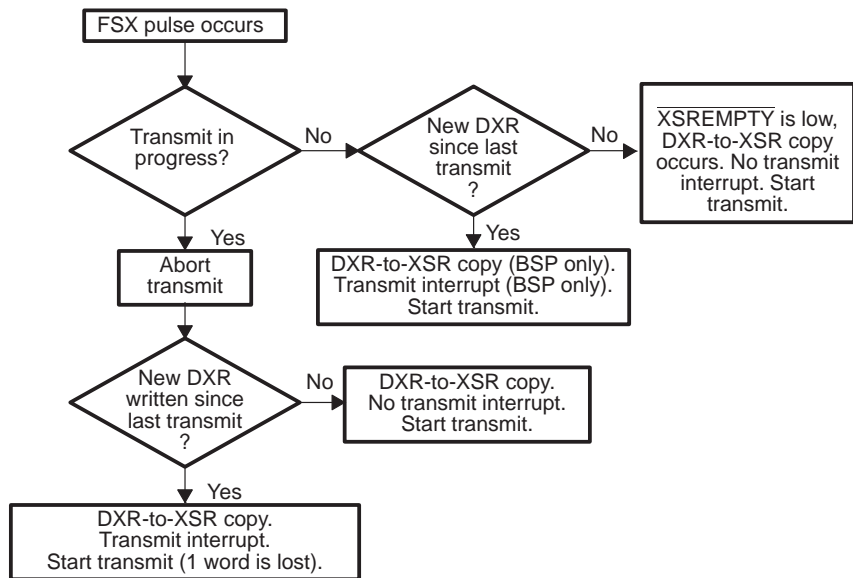 FSX pulse occurs
Transmit in
progress?
No
New DXR
since last
transmit
?
No
XSREMPTY is low,
DXR-to-XSR copy
occurs. No transmit
interrupt. Start
transmit.
Yes
Yes
Abort
transmit
DXR-to-XSR copy (BSP only).
Transmit interrupt (BSP only).
Start transmit.
New DXR
written since
last transmit
?
No
DXR-to-XSR copy.
No transmit interrupt.
Start transmit.
Yes
DXR-to-XSR copy.
Transmit interrupt.
Start transmit (1 word is lost).